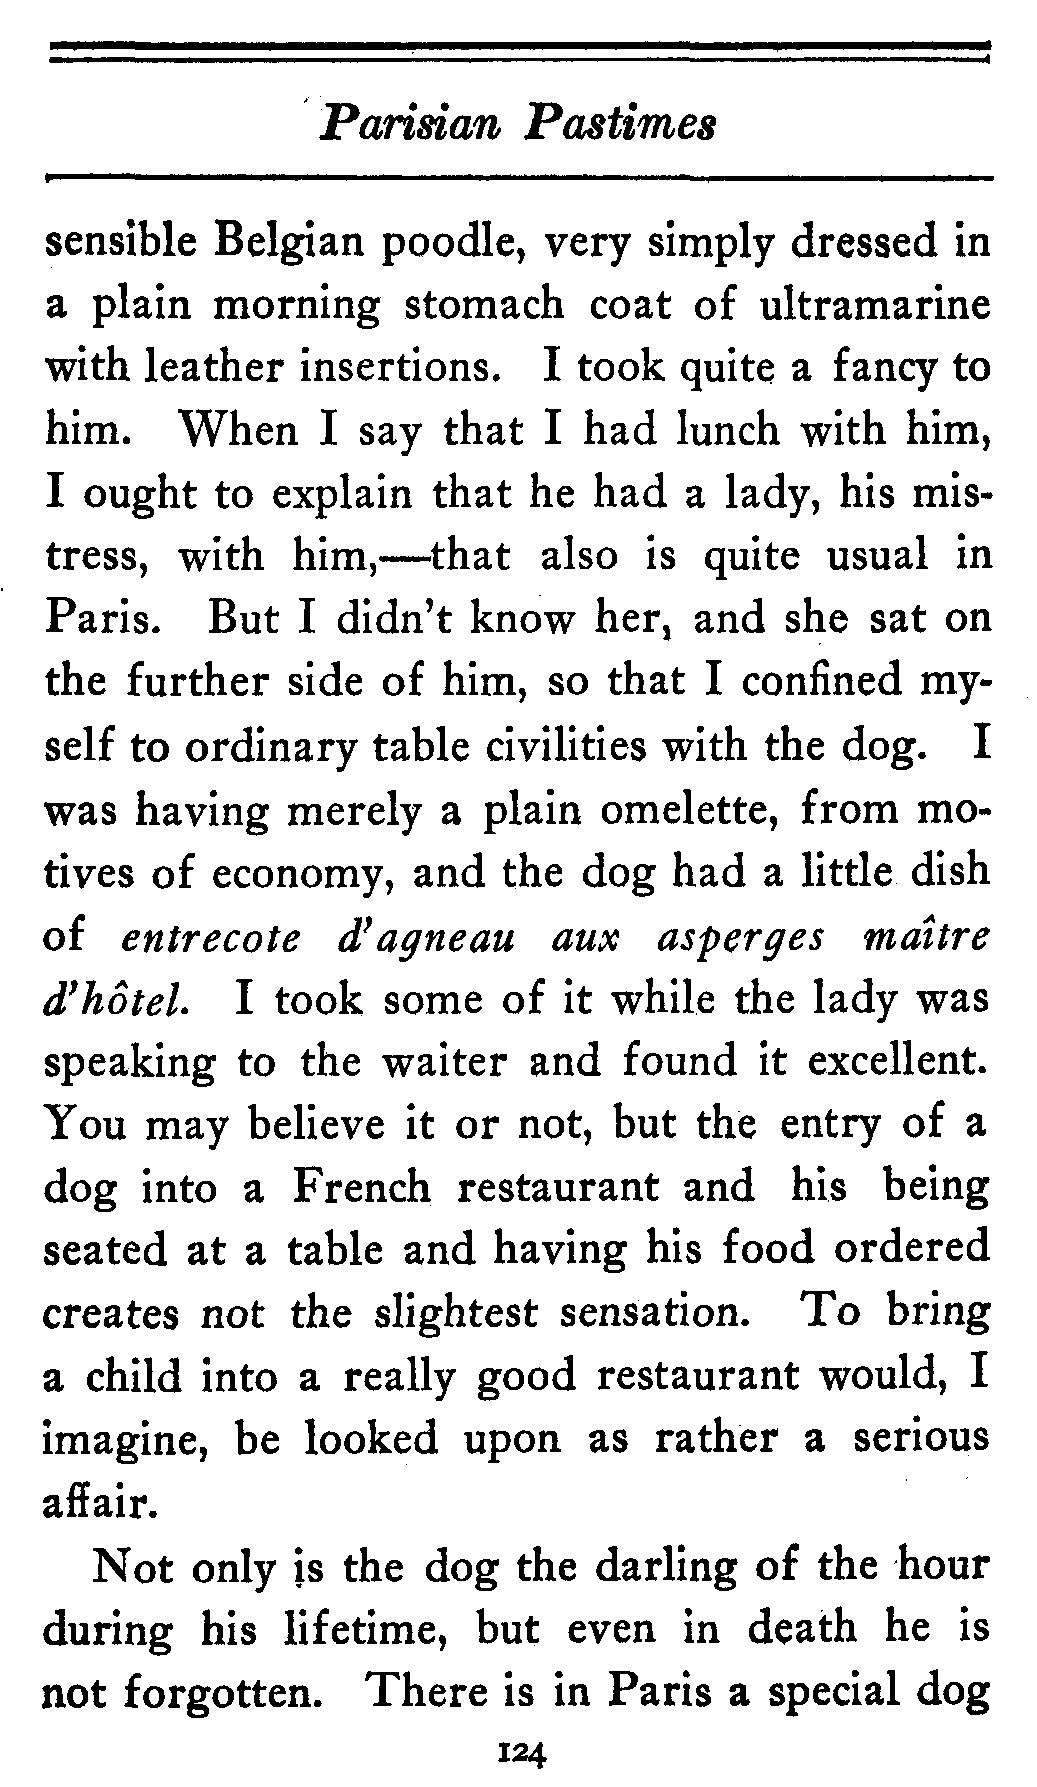 Parisian Pastimes
sensible Belgian poodle, very simply dressed in
a plain morning stomach coat of ultramarine
with leather insertions. I took quite a fancy to
him. When I say that I had lunch with him,
I ought to explain that he had a lady, his mis-
tress, with him,—that also is quite usual in
Paris. But I didn't know her, and she sat on
the further side of him, so that I confined my-
self to ordinary table civilities with the dog. I
was having merely a plain omelette, from mo-
tives of economy, and the dog had a little dish
of entrecote d'agneau aux asperges maître
d'hôtel. I took some of it while the lady was
speaking to the waiter and found it excellent.
You may believe it or not, but the entry of a
dog into a French restaurant and his being
seated at a table and having his food ordered
creates not the slightest sensation. To bring
a child into a really good restaurant would, I
imagine, be looked upon as rather a serious
affair.
Not only is the dog the darling of the hour
during his lifetime, but even in death he is
not forgotten. There is in Paris a special dog
124